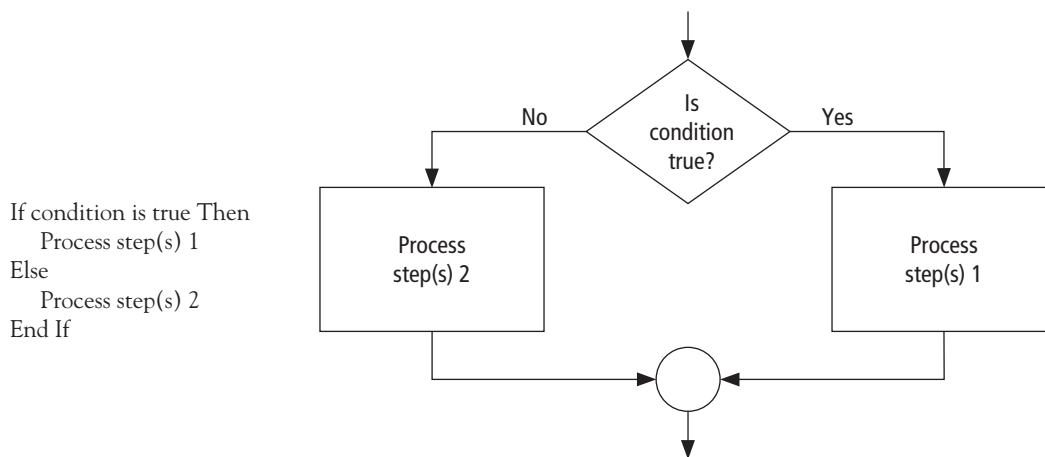 If condition is true Then
Process step(s) 1
Else
Process step(s) 2
End If
Is
condition
true?
No
Yes
Process
step(s) 2
Process
step(s) 1